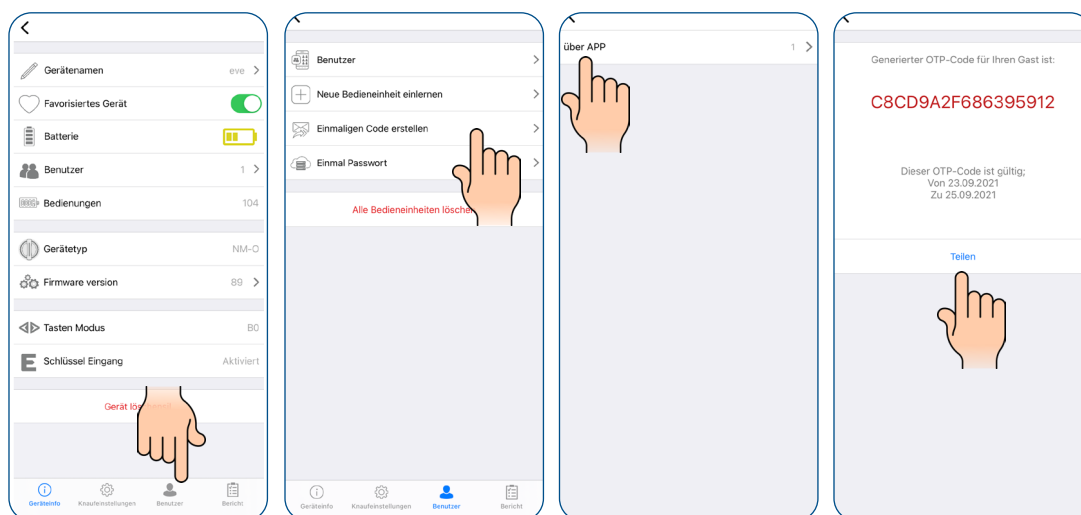 Gerätenamen
eve
Favorisiertes Gerät
Batterie
Benutzer
1
Bedienungen
104
Gerätetyp
NM-O
Firmware version
89
Tasten Modus
B0
E
Schlüssel Eingang
Aktiviert
Gerät
Geräteinfo
Knaufeinstellungen
Benutzer
Bericht
Benutzer
Neue Bedieneinheit einlernen
Einmaligen Code erstellen
Einmal Passwort
Alle Bedieneinheiten löschen
Geräteinfo
Knaufeinstellungen
Benutzer
Bericht
über APP
1
Generierter OTP-Code für Ihren Gast ist:
C8CD9A2F686395912
Dieser OTP-Code ist gültig;
Von 23.09.2021
Zu 25.09.2021
Teilen